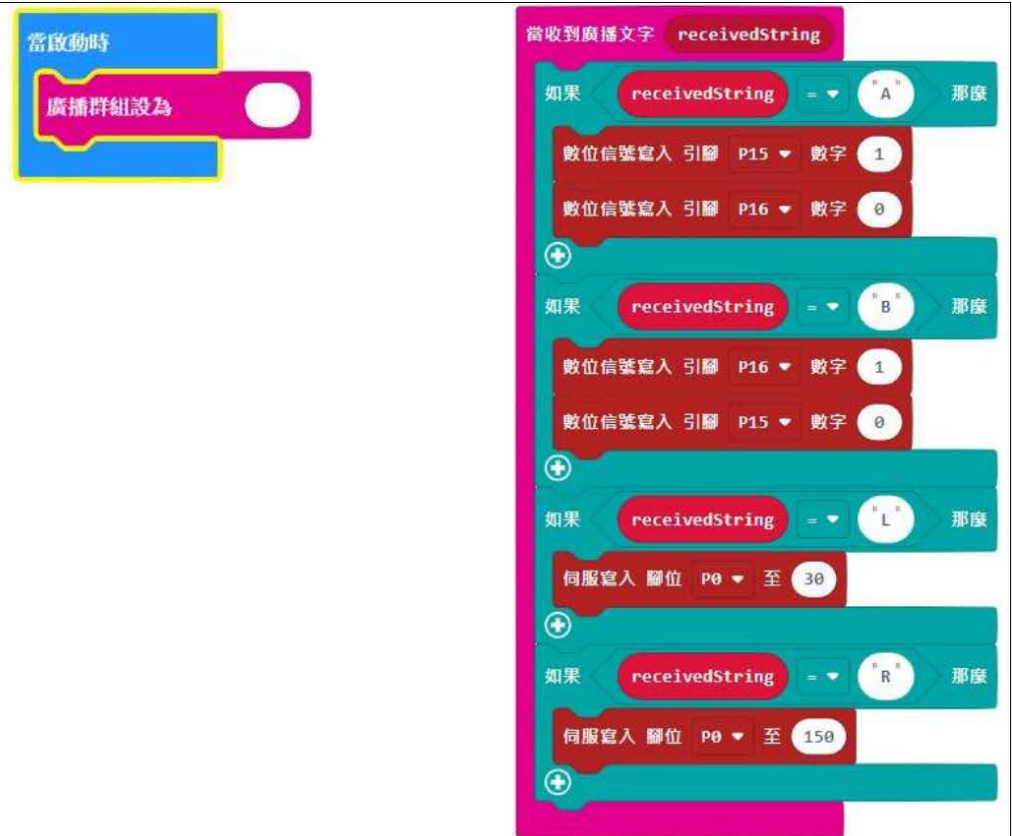 當啟動時
廣播群組設為
當收到廣播文字 receivedString
如果 receivedString = "A" 那麼
數位信號寫入 引腳 P15 數字 1
數位信號寫入 引腳 P16 數字 0
如果 receivedString = "B" 那麼
數位信號寫入 引腳 P16 數字 1
數位信號寫入 引腳 P15 數字 0
如果 receivedString = "L" 那麼
伺服寫入 腳位 P0 至 30
如果 receivedString = "R" 那麼
伺服寫入 腳位 P0 至 150